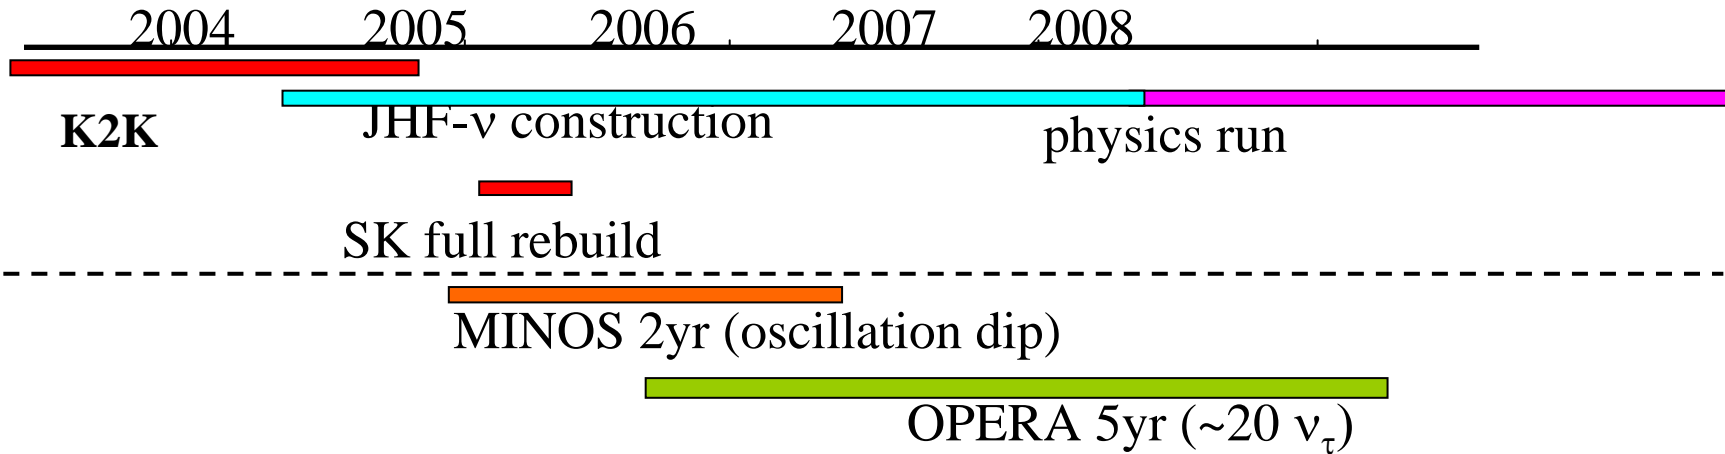 2004 2005 2006 2007 2008
K2K
JHF-ν construction
physics run
SK full rebuild
MINOS 2yr (oscillation dip)
OPERA 5yr (~20 ντ)